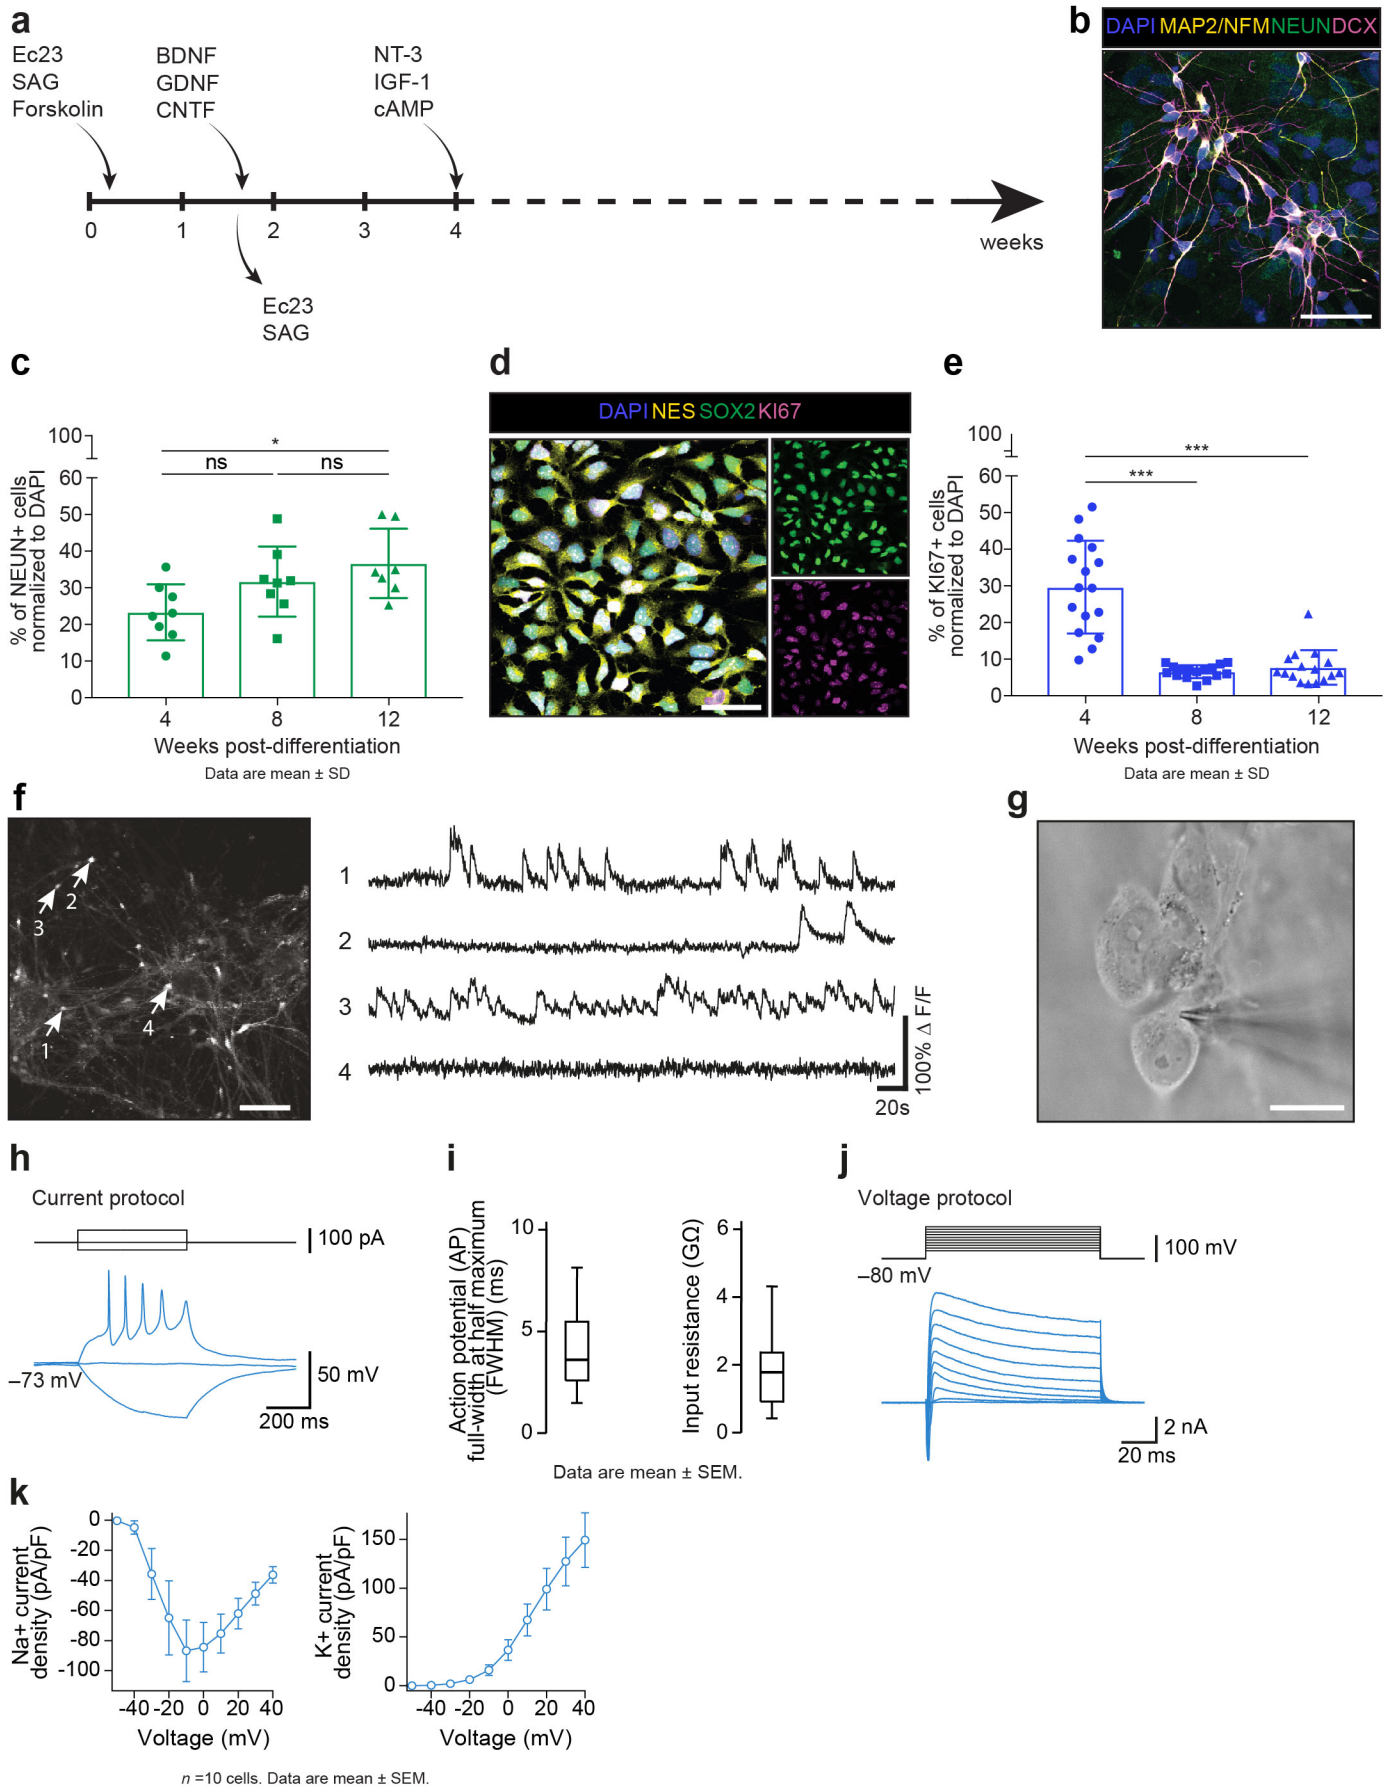 a
Ec23
SAG
Forskolin
BDNF
GDNF
CNTF
NT-3
IGF-1
cAMP
0 1 2 3 4
weeks
Ec23
SAG
b
DAPI MAP2/NFM NEUN DCX
c
% of NEUN+ cells
normalized to DAPI
100
60
50
40
30
20
10
0
*
ns ns
4 8 12
Weeks post-differentiation
Data are mean ± SD
d
DAPI NES SOX2 KI67
e
% of KI67+ cells
normalized to DAPI
100
60
50
40
30
20
10
0
***
***
4 8 12
Weeks post-differentiation
Data are mean ± SD
f
2
3
1
4
1
2
3
4
100% Δ F/F
20s
g
h
Current protocol
100 pA
–73 mV
50 mV
200 ms
i
Action potential (AP)
full-width at half maximum
(FWHM) (ms)
10
5
0
Input resistance (GΩ)
6
4
2
0
Data are mean ± SEM.
j
Voltage protocol
100 mV
–80 mV
2 nA
20 ms
k
Na+ current
density (pA/pF)
0
-20
-40
-60
-80
-100
-40 -20 0 20 40
Voltage (mV)
K+ current
density (pA/pF)
150
100
50
0
-40 -20 0 20 40
Voltage (mV)
n =10 cells. Data are mean ± SEM.